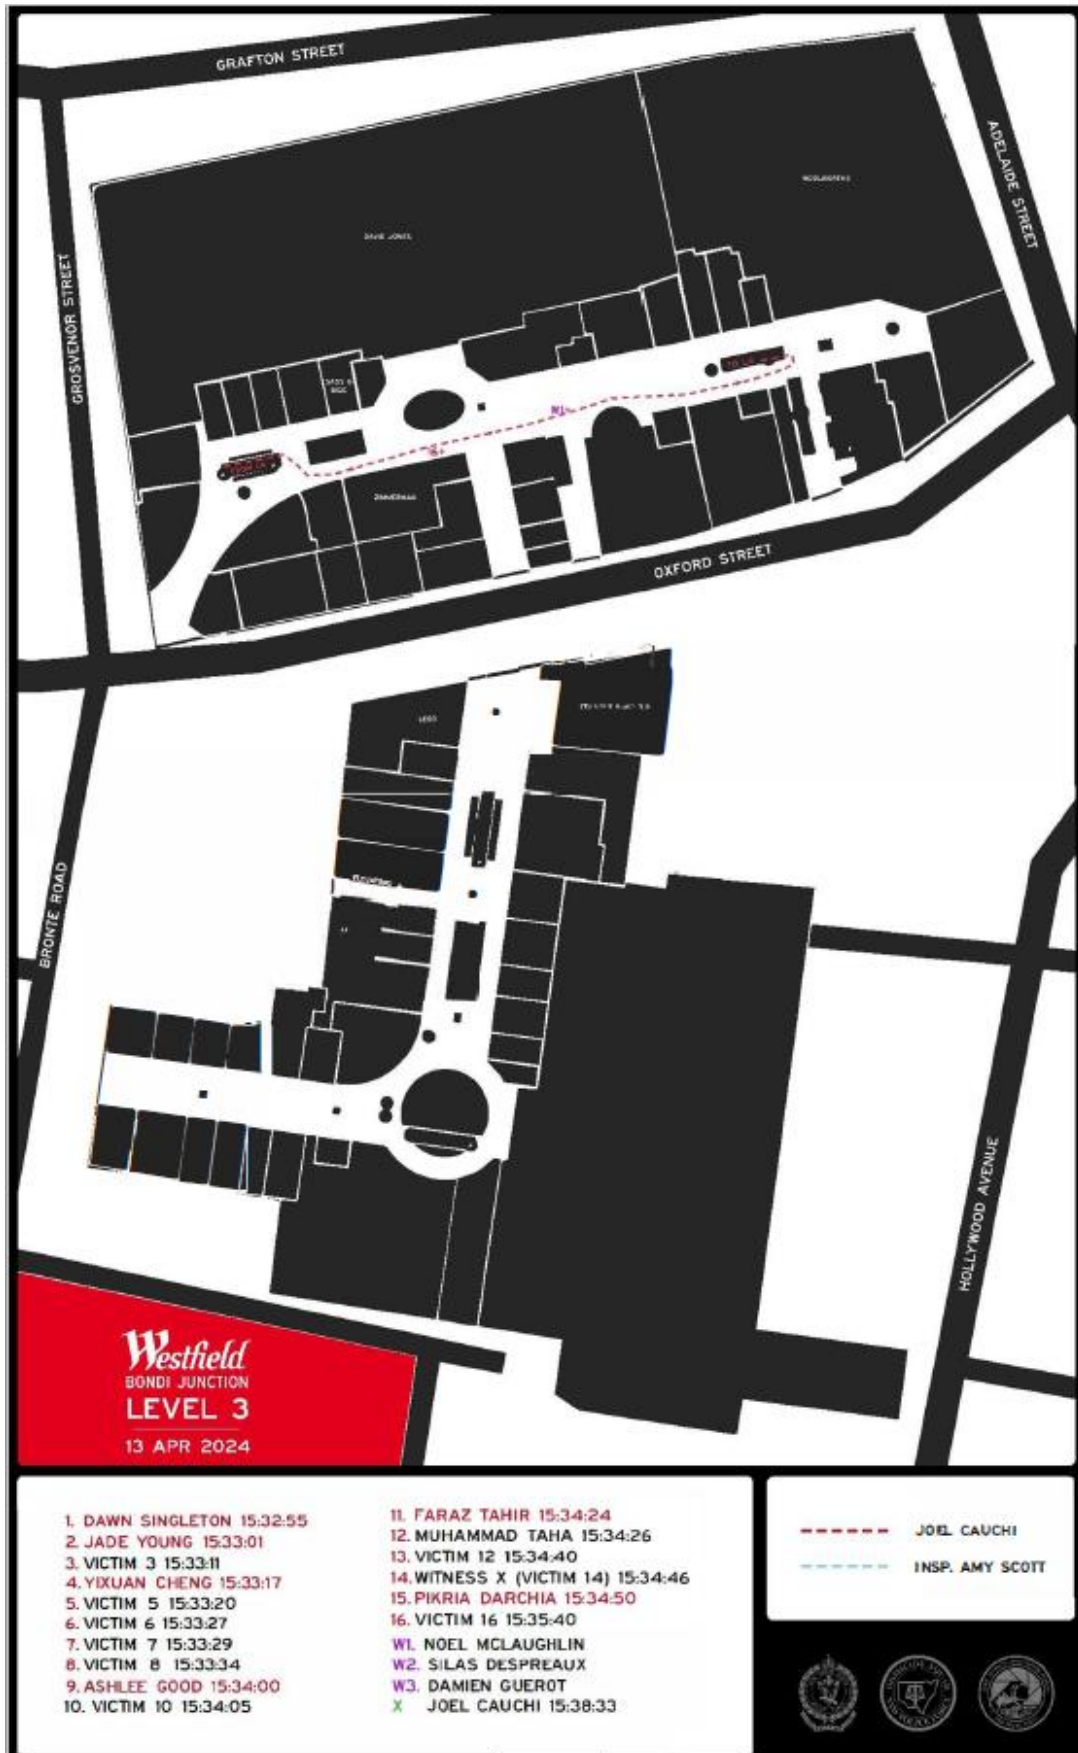 GRAFTON STREET
ADELAIDE STREET
GROSVENOR STREET
DAVID JONES
OXFORD STREET
BRONTE ROAD
HOLLYWOOD AVENUE
Westfield
BONDI JUNCTION
LEVEL 3
13 APR 2024
1. DAWN SINGLETON 15:32:55
2. JADE YOUNG 15:33:01
3. VICTIM 3 15:33:11
4. YIXUAN CHENG 15:33:17
5. VICTIM 5 15:33:20
6. VICTIM 6 15:33:27
7. VICTIM 7 15:33:29
8. VICTIM 8 15:33:34
9. ASHLEE GOOD 15:34:00
10. VICTIM 10 15:34:05
11. FARAZ TAHIR 15:34:24
12. MUHAMMAD TAHA 15:34:26
13. VICTIM 12 15:34:40
14. WITNESS X (VICTIM 14) 15:34:46
15. PIKRIA DARCHIA 15:34:50
16. VICTIM 16 15:35:40
W1. NOEL MCLAUGHLIN
W2. SILAS DESPREAUX
W3. DAMIEN GUEROT
X JOEL CAUCHI 15:38:33
JOEL CAUCHI
INSP. AMY SCOTT